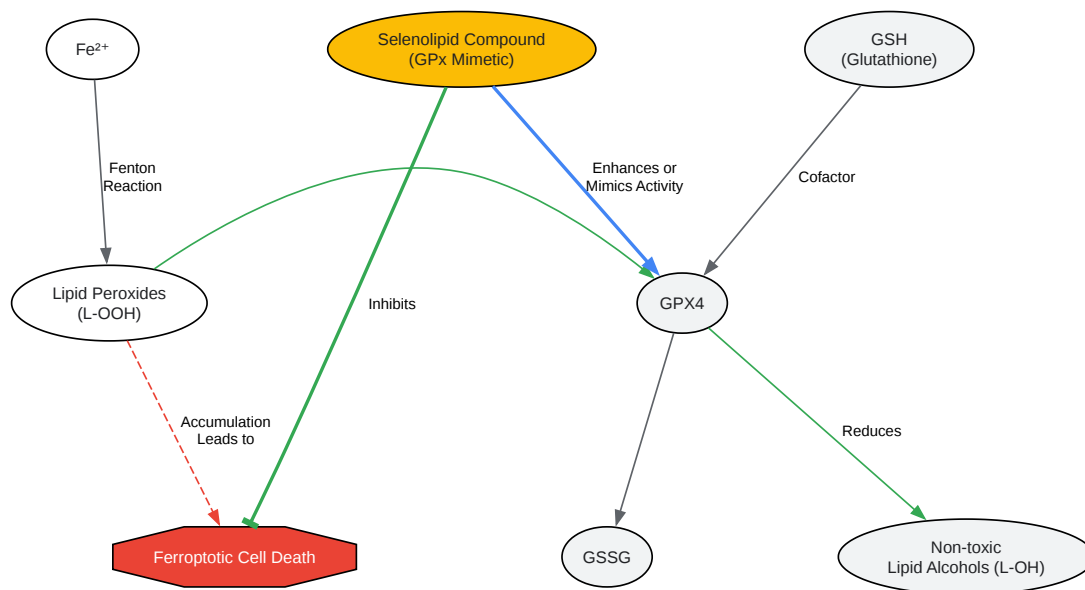 Fe²⁺
Selenolipid Compound
(GPx Mimetic)
GSH
(Glutathione)
Fenton
Reaction
Enhances or
Mimics Activity
Cofactor
Lipid Peroxides
(L-OOH)
Inhibits
GPX4
Accumulation
Leads to
Reduces
Ferroptotic Cell Death
GSSG
Non-toxic
Lipid Alcohols (L-OH)